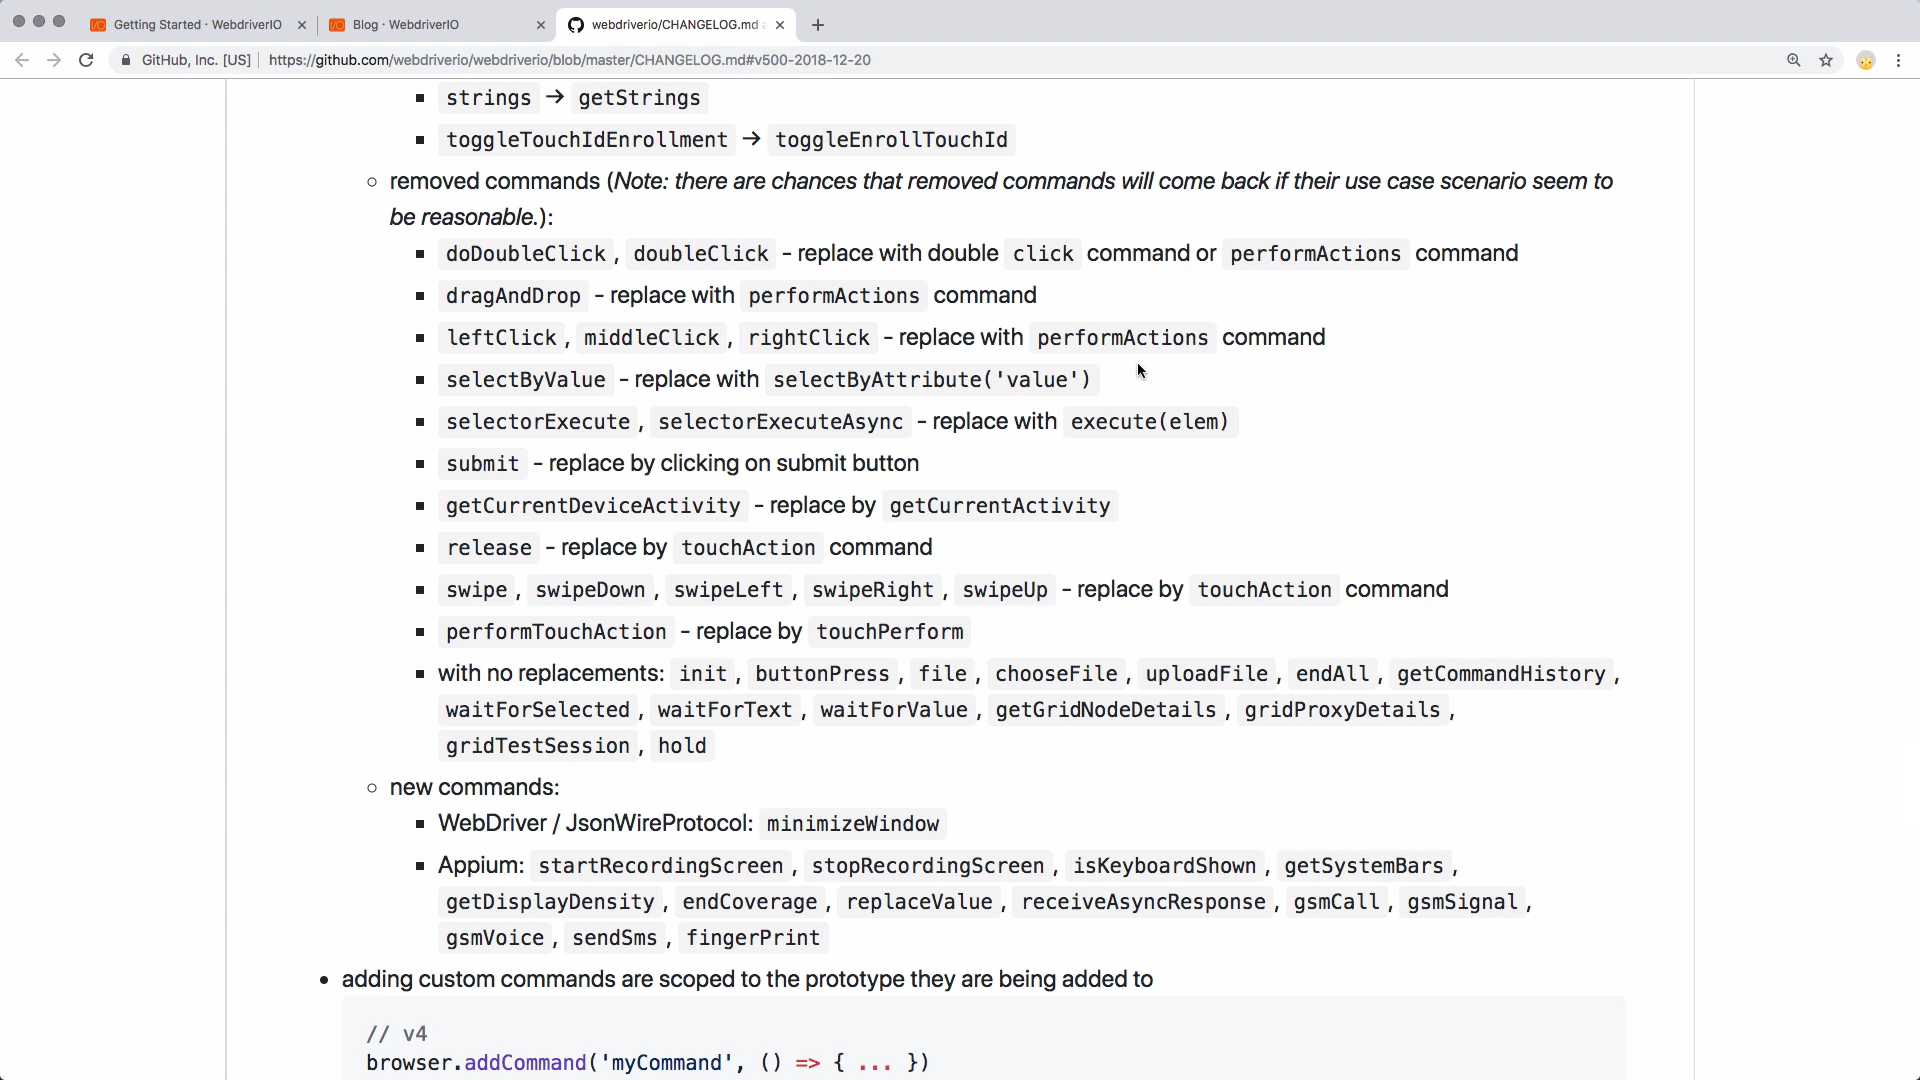 Getting Started · WebdriverIO
Blog · WebdriverIO
webdriverio/CHANGELOG.md a
GitHub, Inc. [US] | https://github.com/webdriverio/webdriverio/blob/master/CHANGELOG.md#v500-2018-12-20
strings → getStrings
toggleTouchIdEnrollment → toggleEnrollTouchId
removed commands (Note: there are chances that removed commands will come back if their use case scenario seem to
be reasonable.):
doDoubleClick, doubleClick - replace with double click command or performActions command
dragAndDrop - replace with performActions command
leftClick, middleClick, rightClick - replace with performActions command
selectByValue - replace with selectByAttribute('value')
selectorExecute, selectorExecuteAsync - replace with execute(elem)
submit - replace by clicking on submit button
getCurrentDeviceActivity - replace by getCurrentActivity
release - replace by touchAction command
swipe, swipeDown, swipeLeft, swipeRight, swipeUp - replace by touchAction command
performTouchAction - replace by touchPerform
with no replacements: init, buttonPress, file, chooseFile, uploadFile, endAll, getCommandHistory,
waitForSelected, waitForText, waitForValue, getGridNodeDetails, gridProxyDetails,
gridTestSession, hold
new commands:
WebDriver / JsonWireProtocol: minimizeWindow
Appium: startRecordingScreen, stopRecordingScreen, isKeyboardShown, getSystemBars,
getDisplayDensity, endCoverage, replaceValue, receiveAsyncResponse, gsmCall, gsmSignal,
gsmVoice, sendSms, fingerPrint
adding custom commands are scoped to the prototype they are being added to
// v4
browser.addCommand('myCommand', () => { ... })